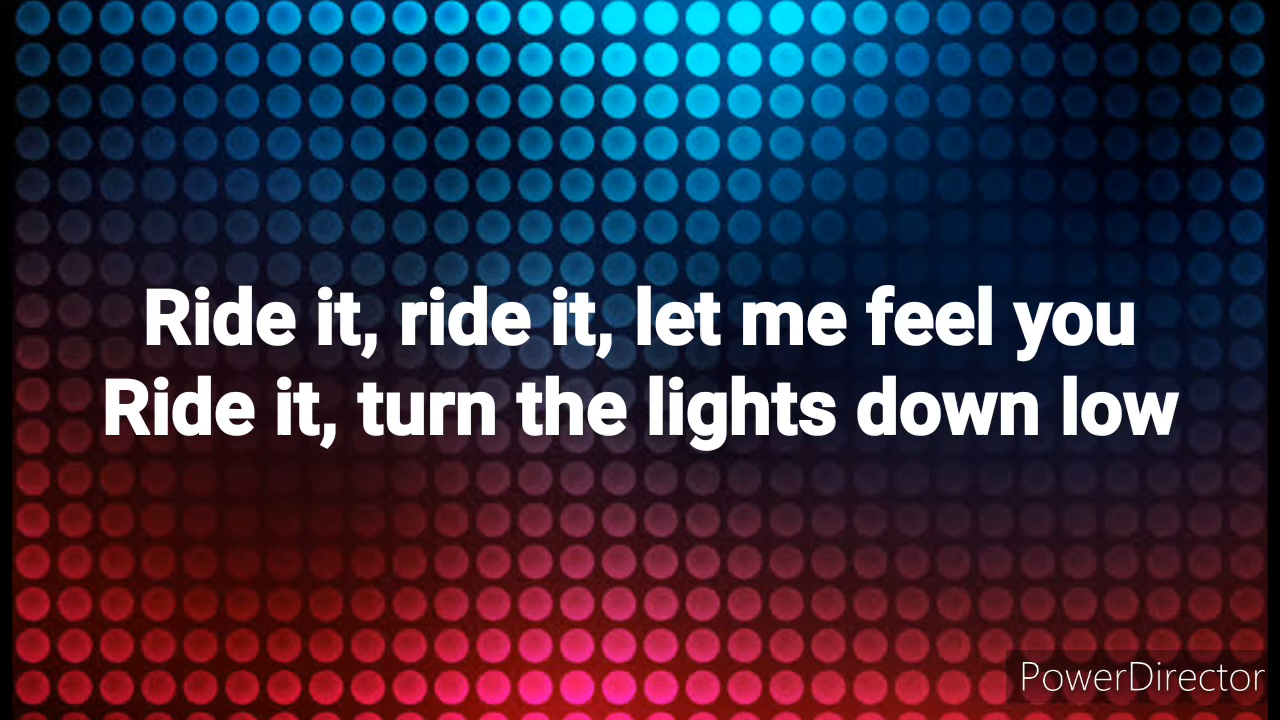 Ride it, ride it, let me feel you
Ride it, turn the lights down low
PowerDirector